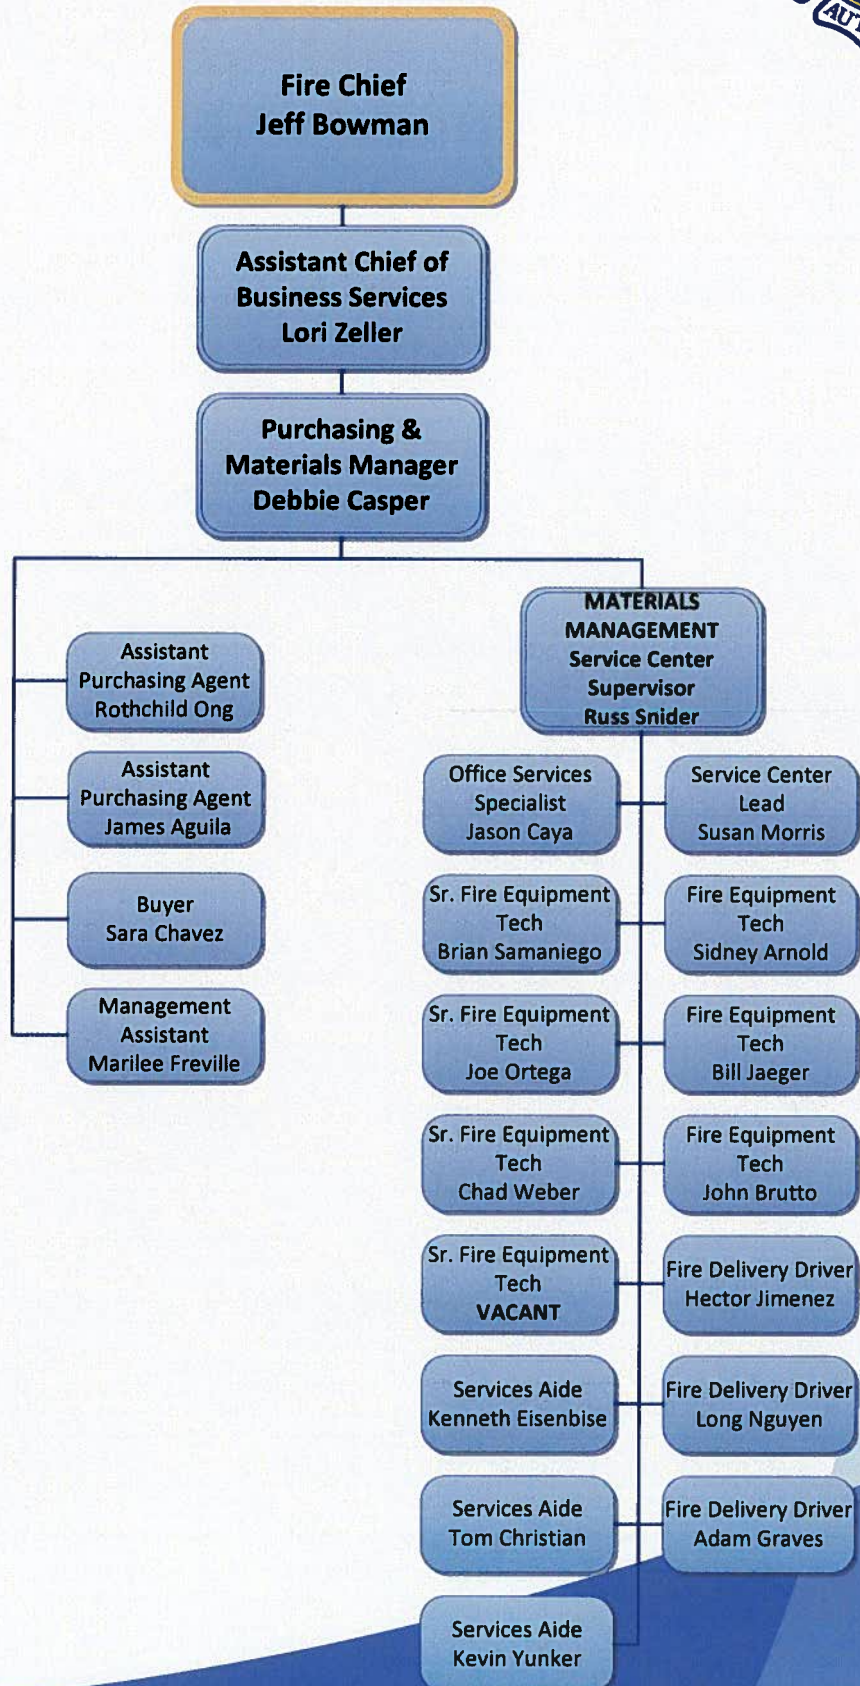 AUT
Fire Chief
Jeff Bowman
Assistant Chief of
Business Services
Lori Zeller
Purchasing &
Materials Manager
Debbie Casper
Assistant
Purchasing Agent
Rothchild Ong
Assistant
Purchasing Agent
James Aguila
Buyer
Sara Chavez
Management
Assistant
Marilee Freville
MATERIALS
MANAGEMENT
Service Center
Supervisor
Russ Snider
Office Services
Specialist
Jason Caya
Service Center
Lead
Susan Morris
Sr. Fire Equipment
Tech
Brian Samaniego
Fire Equipment
Tech
Sidney Arnold
Sr. Fire Equipment
Tech
Joe Ortega
Fire Equipment
Tech
Bill Jaeger
Sr. Fire Equipment
Tech
Chad Weber
Fire Equipment
Tech
John Brutto
Sr. Fire Equipment
Tech
VACANT
Fire Delivery Driver
Hector Jimenez
Services Aide
Kenneth Eisenbise
Fire Delivery Driver
Long Nguyen
Services Aide
Tom Christian
Fire Delivery Driver
Adam Graves
Services Aide
Kevin Yunker